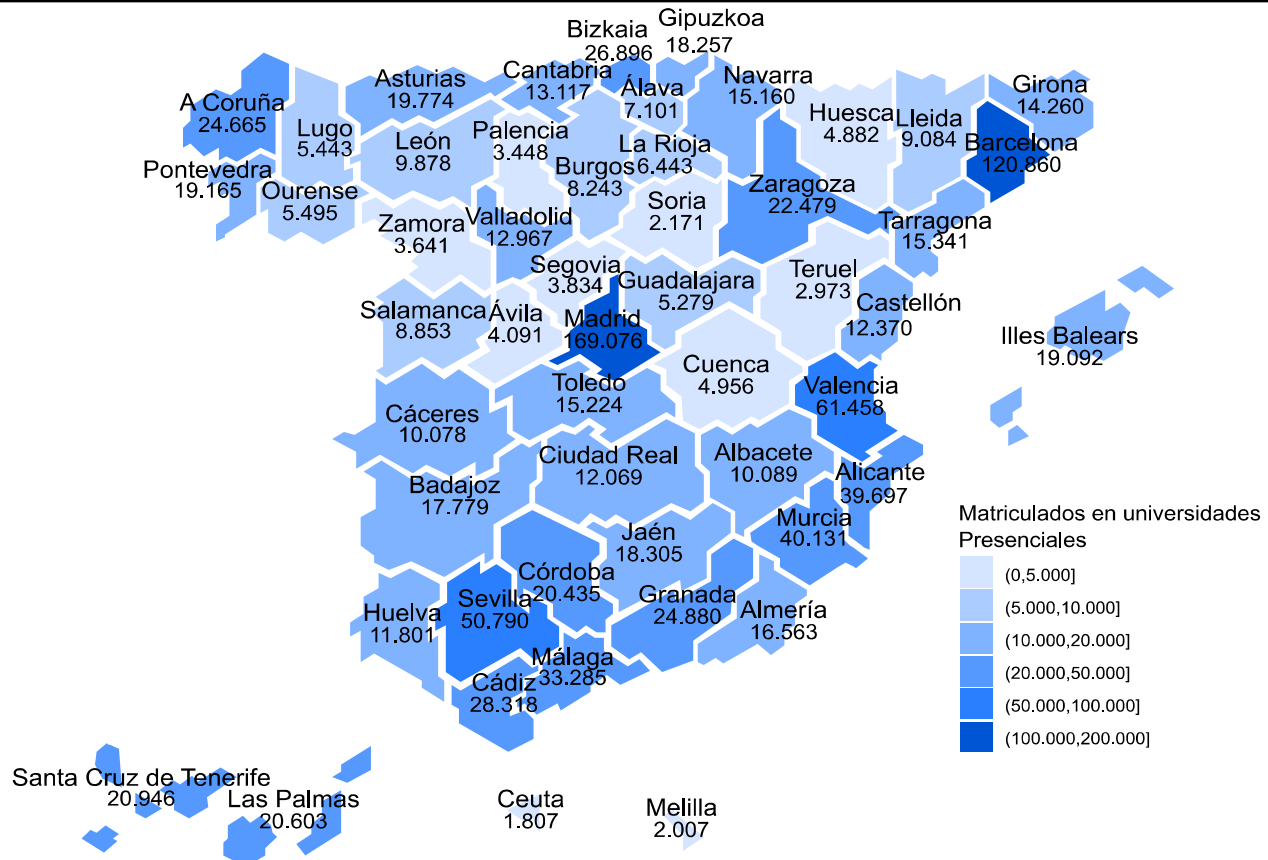 Bizkaia
26.896
Gipuzkoa
18.257
Asturias
19.774
Cantabria
13.117
Álava
7.101
Navarra
15.160
A Coruña
24.665
Lugo
5.443
León
9.878
Palencia
3.448
Burgos
8.243
La Rioja
6.443
Huesca
4.882
Lleida
9.084
Girona
14.260
Barcelona
120.860
Pontevedra
19.165
Ourense
5.495
Zamora
3.641
Valladolid
12.967
Soria
2.171
Zaragoza
22.479
Tarragona
15.341
Segovia
3.834
Guadalajara
5.279
Teruel
2.973
Castellón
12.370
Salamanca
8.853
Ávila
4.091
Madrid
169.076
Illes Balears
19.092
Cuenca
4.956
Toledo
15.224
Valencia
61.458
Cáceres
10.078
Ciudad Real
12.069
Albacete
10.089
Alicante
39.697
Badajoz
17.779
Murcia
40.131
Jaén
18.305
Córdoba
20.435
Granada
24.880
Almería
16.563
Huelva
11.801
Sevilla
50.790
Málaga
33.285
Cádiz
28.318
Santa Cruz de Tenerife
20.946
Las Palmas
20.603
Ceuta
1.807
Melilla
2.007
Matriculados en universidades
Presenciales
(0,5.000]
(5.000,10.000]
(10.000,20.000]
(20.000,50.000]
(50.000,100.000]
(100.000,200.000]